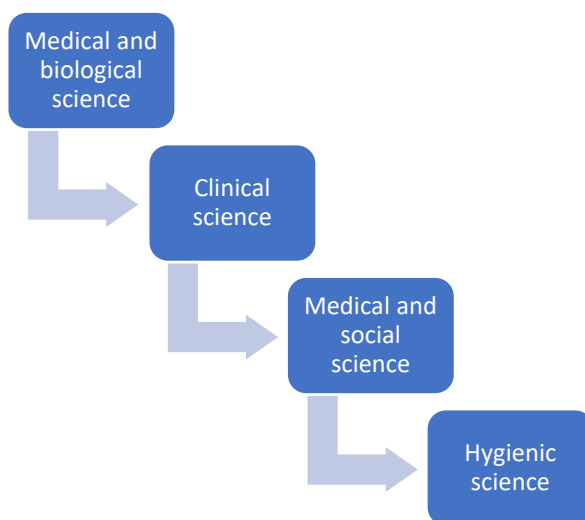 Medical and
biological
science
Clinical
science
Medical and
social
science
Hygienic
science